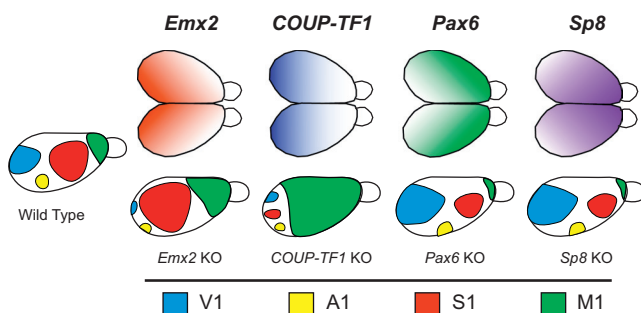 Emx2 COUP-TF1 Pax6 Sp8
Wild Type
Emx2 KO COUP-TF1 KO Pax6 KO Sp8 KO
V1 A1 S1 M1